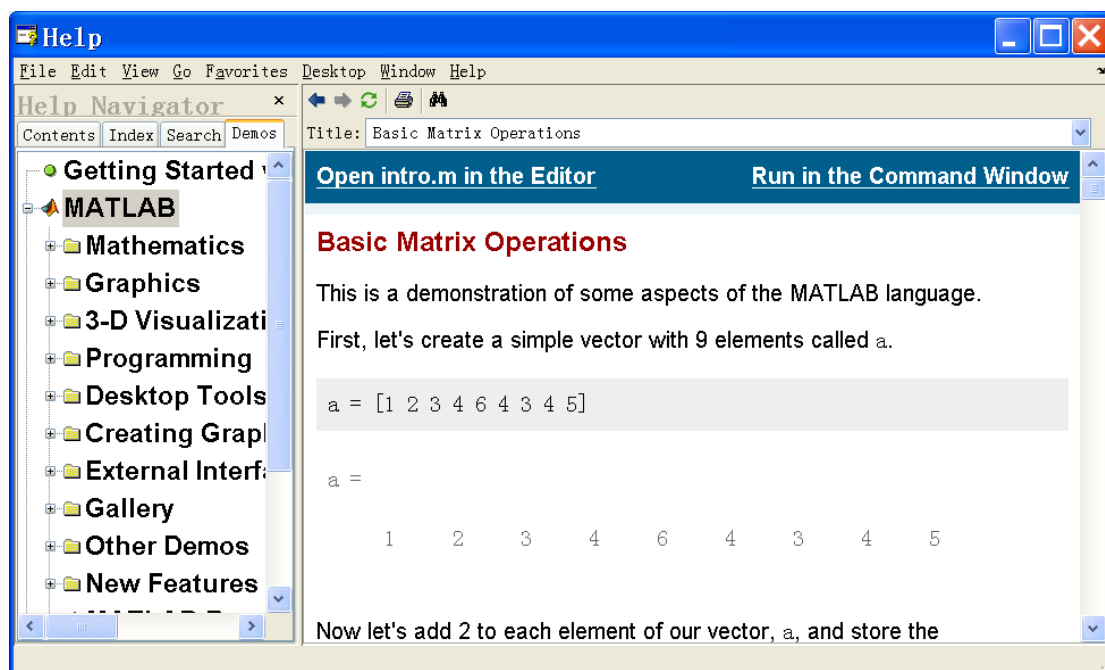 Help
File Edit View Go Favorites Desktop Window Help
Help Navigator
Contents Index Search Demos
Title: Basic Matrix Operations
Getting Started
MATLAB
Mathematics
Graphics
3-D Visualizati
Programming
Desktop Tools
Creating Grap
External Interf
Gallery
Other Demos
New Features
Open intro.m in the Editor Run in the Command Window
Basic Matrix Operations
This is a demonstration of some aspects of the MATLAB language.
First, let's create a simple vector with 9 elements called a.
a = [1 2 3 4 6 4 3 4 5]
a =
1 2 3 4 6 4 3 4 5
Now let's add 2 to each element of our vector, a, and store the